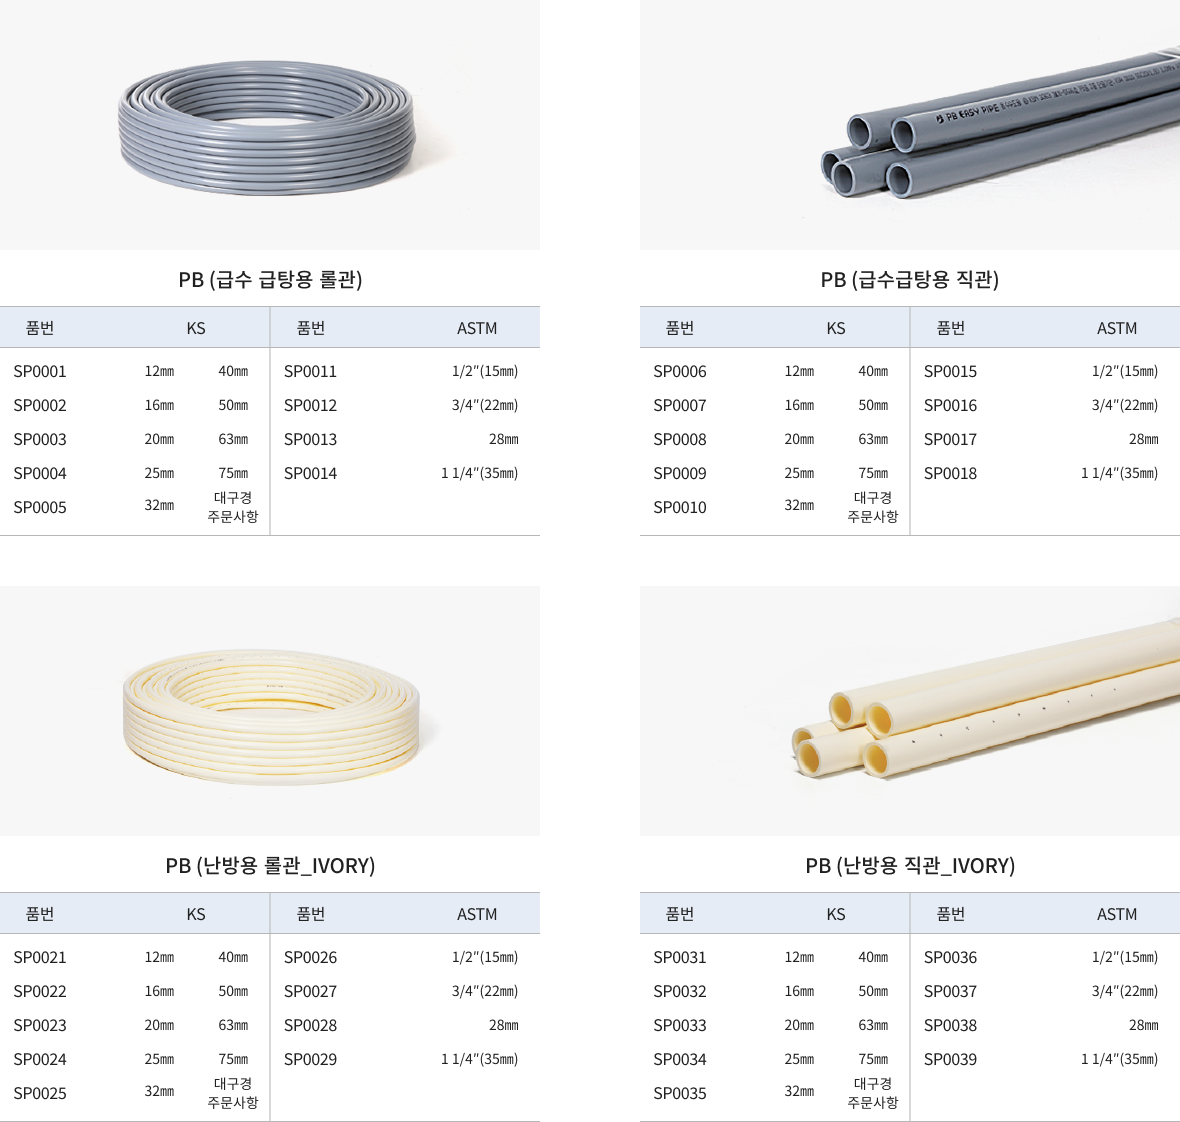 PB EASY PIPE
PB (급수 급탕용 롤관)
품번 KS 품번 ASTM
SP0001 12㎜ 40㎜ SP0011 1/2"(15㎜)
SP0002 16㎜ 50㎜ SP0012 3/4"(22㎜)
SP0003 20㎜ 63㎜ SP0013 28㎜
SP0004 25㎜ 75㎜ SP0014 1 1/4"(35㎜)
SP0005 32㎜ 대구경
주문사항
PB (급수급탕용 직관)
품번 KS 품번 ASTM
SP0006 12㎜ 40㎜ SP0015 1/2"(15㎜)
SP0007 16㎜ 50㎜ SP0016 3/4"(22㎜)
SP0008 20㎜ 63㎜ SP0017 28㎜
SP0009 25㎜ 75㎜ SP0018 1 1/4"(35㎜)
SP0010 32㎜ 대구경
주문사항
PB (난방용 롤관_IVORY)
품번 KS 품번 ASTM
SP0021 12㎜ 40㎜ SP0026 1/2"(15㎜)
SP0022 16㎜ 50㎜ SP0027 3/4"(22㎜)
SP0023 20㎜ 63㎜ SP0028 28㎜
SP0024 25㎜ 75㎜ SP0029 1 1/4"(35㎜)
SP0025 32㎜ 대구경
주문사항
PB (난방용 직관_IVORY)
품번 KS 품번 ASTM
SP0031 12㎜ 40㎜ SP0036 1/2"(15㎜)
SP0032 16㎜ 50㎜ SP0037 3/4"(22㎜)
SP0033 20㎜ 63㎜ SP0038 28㎜
SP0034 25㎜ 75㎜ SP0039 1 1/4"(35㎜)
SP0035 32㎜ 대구경
주문사항